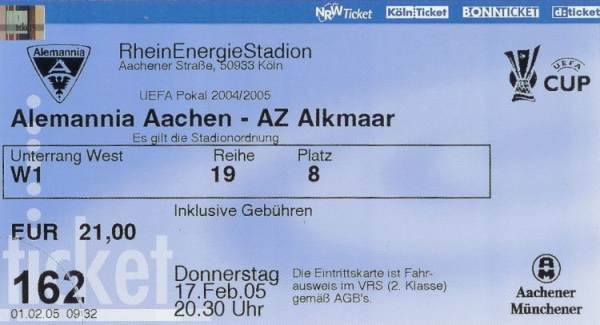 NRW Ticket KölnTicket BONNTICKET d:ticket
Alemannia
RheinEnergieStadion
Aachener Straße, 50933 Köln
UEFA Pokal 2004/2005
UEFA
CUP
Alemannia Aachen - AZ Alkmaar
Es gilt die Stadionordnung
Unterrang West Reihe Platz
W1 19 8
Inklusive Gebühren
EUR 21,00
ticket
162
01.02.05 09:32
Donnerstag
17.Feb.05
20.30 Uhr
Die Eintrittskarte ist Fahr-
ausweis im VRS (2. Klasse)
gemäß AGB's.
AM
Aachener
Münchener